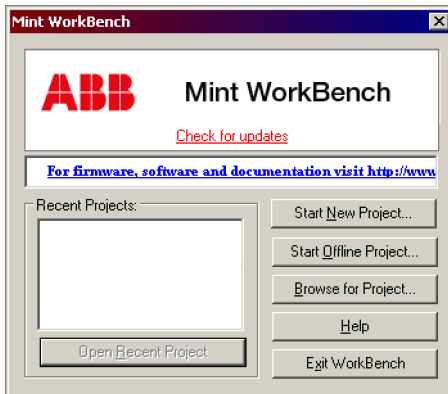 Mint WorkBench
ABB
Mint WorkBench
Check for updates
For firmware, software and documentation visit http://www
Recent Projects:
Open Recent Project
Start New Project...
Start Offline Project...
Browse for Project...
Help
Exit WorkBench